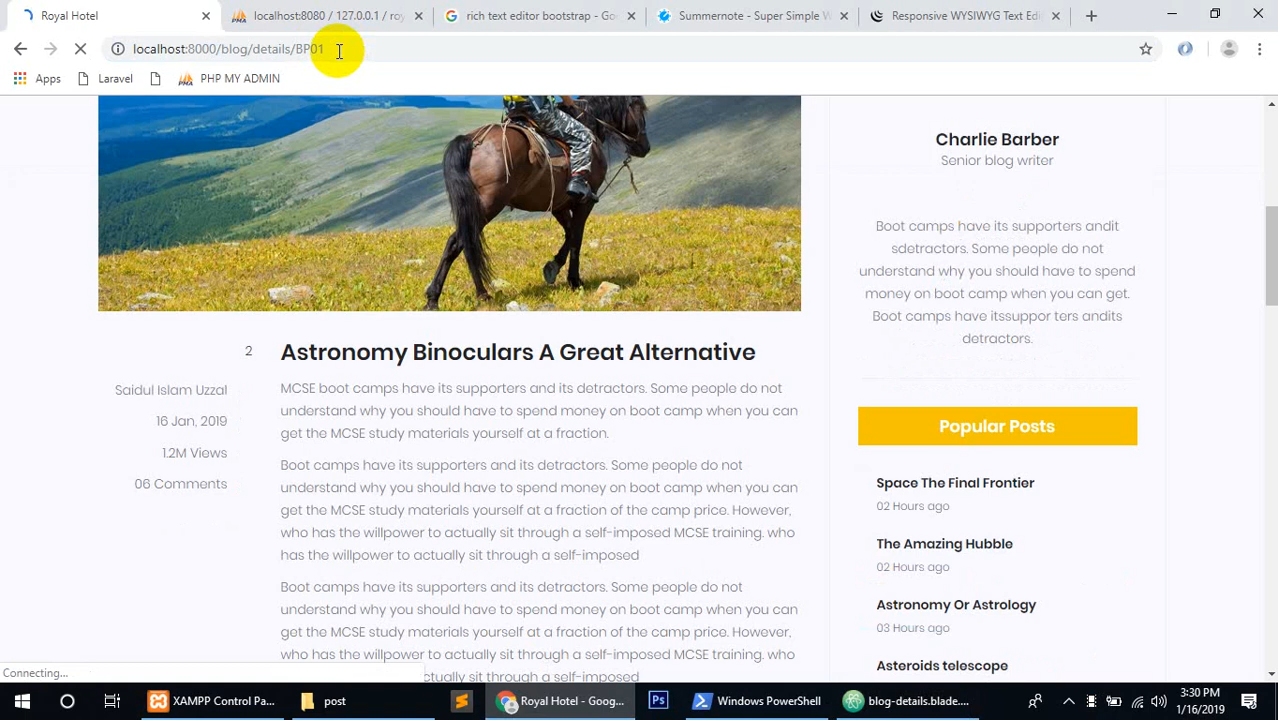 Royal Hotel
localhost:8080 / 127.0.0.1 / roy
rich text editor bootstrap - Goo
Summernote - Super Simple W
Responsive WYSIWYG Text Edi
localhost:8000/blog/details/BP01
Apps
Laravel
PHP MY ADMIN
Charlie Barber
Senior blog writer
Boot camps have its supporters andit
sdetractors. Some people do not
understand why you should have to spend
money on boot camp when you can get.
Boot camps have itssuppor ters andits
detractors.
2
Astronomy Binoculars A Great Alternative
Saidul Islam Uzzal
16 Jan, 2019
1.2M Views
06 Comments
MCSE boot camps have its supporters and its detractors. Some people do not
understand why you should have to spend money on boot camp when you can
get the MCSE study materials yourself at a fraction.
Boot camps have its supporters and its detractors. Some people do not
understand why you should have to spend money on boot camp when you can
get the MCSE study materials yourself at a fraction of the camp price. However,
who has the willpower to actually sit through a self-imposed MCSE training. who
has the willpower to actually sit through a self-imposed
Boot camps have its supporters and its detractors. Some people do not
understand why you should have to spend money on boot camp when you can
get the MCSE study materials yourself at a fraction of the camp price. However,
who has the willpower to actually sit through a self-imposed MCSE training. who
actually sit through a self-imposed
Popular Posts
Space The Final Frontier
02 Hours ago
The Amazing Hubble
02 Hours ago
Astronomy Or Astrology
03 Hours ago
Asteroids telescope
Connecting...
XAMPP Control Pa...
post
Royal Hotel - Goog...
Ps
Windows PowerShell
blog-details.blade....
3:30 PM
1/16/2019